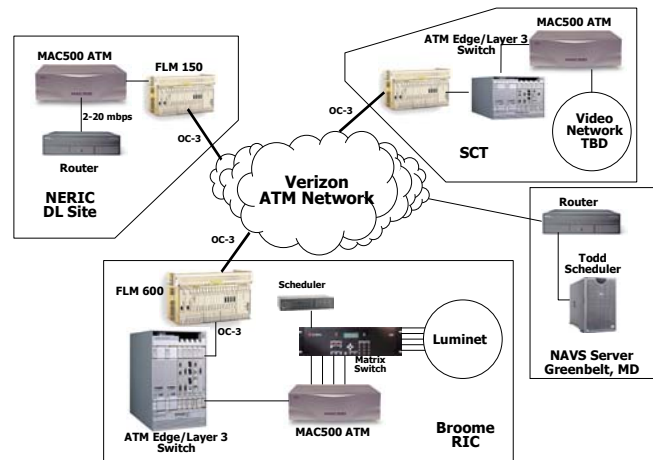 MAC500 ATM
FLM 150
2-20 mbps
OC-3
Router
NERIC
DL Site
MAC500 ATM
ATM Edge/Layer 3
Switch
OC-3
Video
Network
TBD
SCT
Verizon
ATM Network
OC-3
Router
Todd
Scheduler
NAVS Server
Greenbelt, MD
FLM 600
OC-3
Scheduler
Matrix
Switch
Luminet
ATM Edge/Layer 3
Switch
MAC500 ATM
Broome
RIC